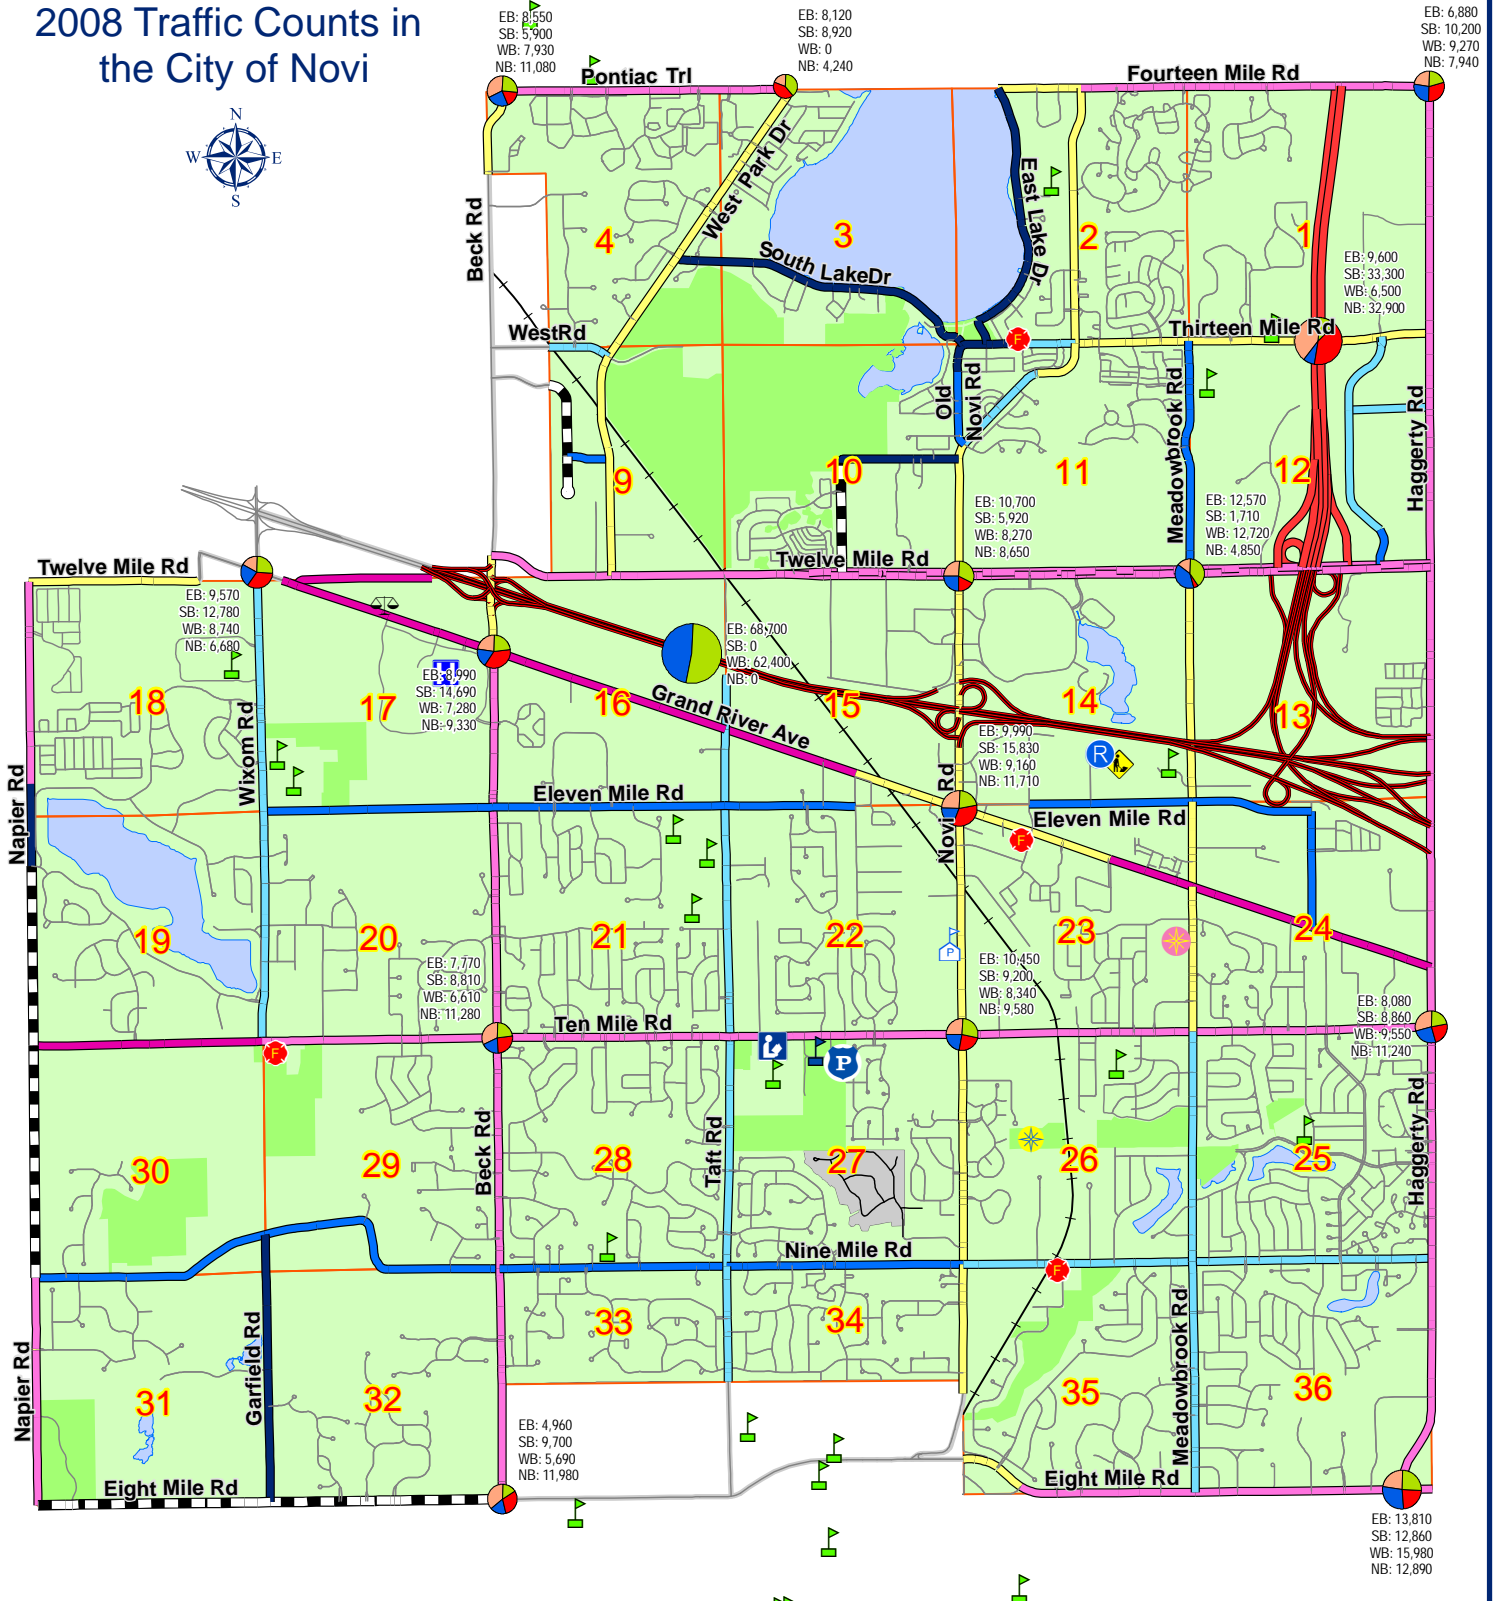 2008 Traffic Counts in
the City of Novi
N
W E
S
EB: 8,550
SB: 5,900
WB: 7,930
NB: 11,080
EB: 8,120
SB: 8,920
WB: 0
NB: 4,240
EB: 6,880
SB: 10,200
WB: 9,270
NB: 7,940
Pontiac Trl
Fourteen Mile Rd
West Park Dr
East Lake Dr
Beck Rd
4
3
2
1
South LakeDr
EB: 9,600
SB: 33,300
WB: 6,500
NB: 32,900
WestRd
Thirteen Mile Rd
F
Old
Novi Rd
Meadowbrook Rd
Haggerty Rd
9
10
11
12
EB: 10,700
SB: 5,920
WB: 8,270
NB: 8,650
EB: 12,570
SB: 1,710
WB: 12,720
NB: 4,850
Twelve Mile Rd
Twelve Mile Rd
EB: 9,570
SB: 12,780
WB: 8,740
NB: 6,680
EB: 68,700
SB: 0
WB: 62,400
NB: 0
H
EB: 8,990
SB: 14,690
WB: 7,280
NB: 9,330
18
17
16
15
14
13
Grand River Ave
EB: 9,990
SB: 15,830
WB: 9,160
NB: 11,710
R
Wixom Rd
Napier Rd
Eleven Mile Rd
Novi Rd
Eleven Mile Rd
F
19
20
21
22
23
24
P
EB: 7,770
SB: 8,810
WB: 6,610
NB: 11,280
EB: 10,450
SB: 9,200
WB: 8,340
NB: 9,580
EB: 8,080
SB: 8,860
WB: 9,550
NB: 11,240
Ten Mile Rd
F
P
Beck Rd
Taft Rd
Haggerty Rd
30
29
28
27
26
25
Nine Mile Rd
F
Napier Rd
Garfield Rd
Meadowbrook Rd
31
32
33
34
35
36
EB: 4,960
SB: 9,700
WB: 5,690
NB: 11,980
Eight Mile Rd
Eight Mile Rd
EB: 13,810
SB: 12,860
WB: 15,980
NB: 12,890